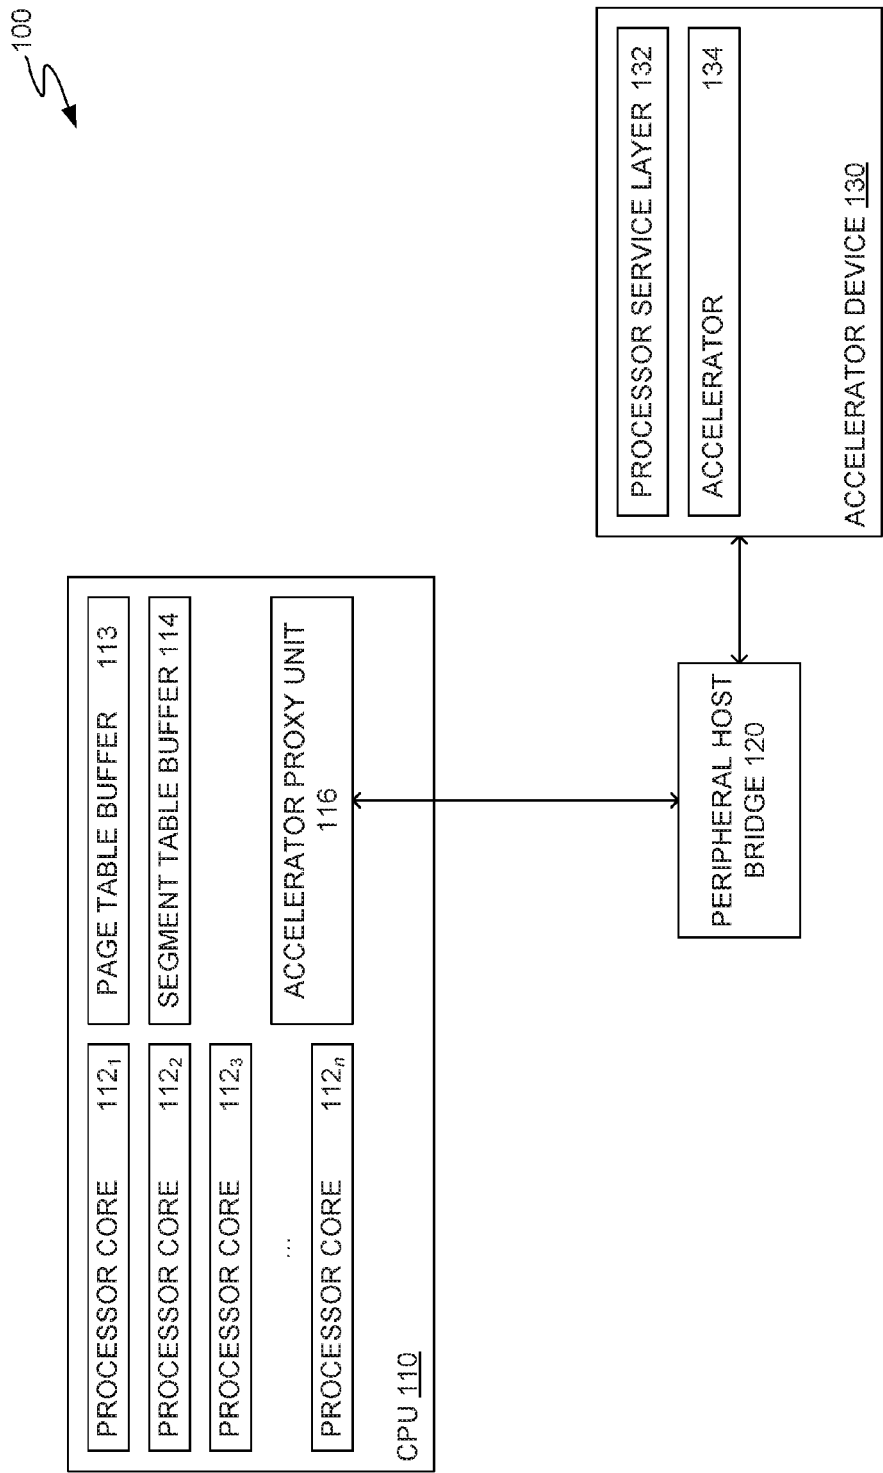 100
PROCESSOR CORE 112₁
PROCESSOR CORE 112₂
PROCESSOR CORE 112₃
...
PROCESSOR CORE 112ₙ
CPU 110
PAGE TABLE BUFFER 113
SEGMENT TABLE BUFFER 114
ACCELERATOR PROXY UNIT
116
PERIPHERAL HOST
BRIDGE 120
PROCESSOR SERVICE LAYER 132
ACCELERATOR 134
ACCELERATOR DEVICE 130